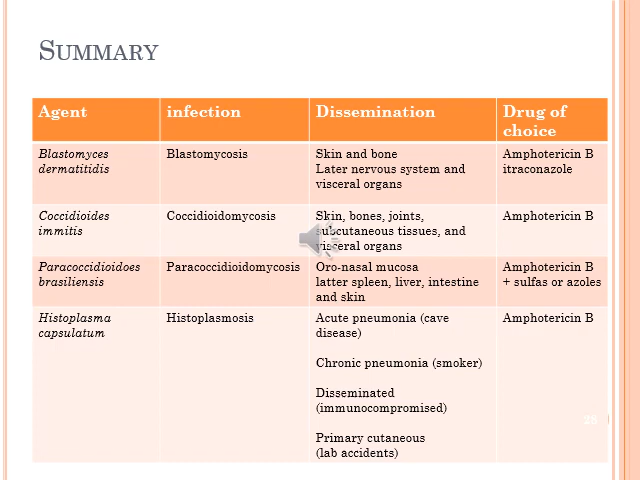 SUMMARY
Agent infection Dissemination Drug of
choice
Blastomyces Blastomycosis Skin and bone Amphotericin B
dermatitidis Later nervous system and itraconazole
visceral organs
Coccidioides Coccidioidomycosis Skin, bones, joints, Amphotericin B
immitis subcutaneous tissues, and
visceral organs
Paracoccidioidoes Paracoccidioidomycosis Oro-nasal mucosa Amphotericin B
brasiliensis latter spleen, liver, intestine + sulfas or azoles
and skin
Histoplasma Histoplasmosis Acute pneumonia (cave Amphotericin B
capsulatum disease)
Chronic pneumonia (smoker)
Disseminated
(immunocompromised)
Primary cutaneous
(lab accidents)